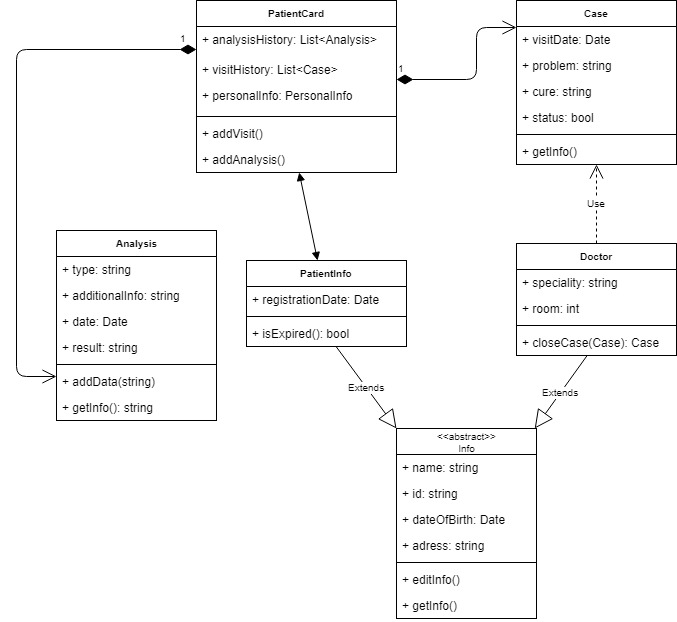 PatientCard
+ analysisHistory: List<Analysis>
+ visitHistory: List<Case>
+ personalInfo: PersonalInfo
+ addVisit()
+ addAnalysis()
1
1
Case
+ visitDate: Date
+ problem: string
+ cure: string
+ status: bool
+ getInfo()
Use
Analysis
+ type: string
+ additionalInfo: string
+ date: Date
+ result: string
+ addData(string)
+ getInfo(): string
PatientInfo
+ registrationDate: Date
+ isExpired(): bool
Doctor
+ speciality: string
+ room: int
+ closeCase(Case): Case
Extends
Extends
<<abstract>>
Info
+ name: string
+ id: string
+ dateOfBirth: Date
+ adress: string
+ editInfo()
+ getInfo()